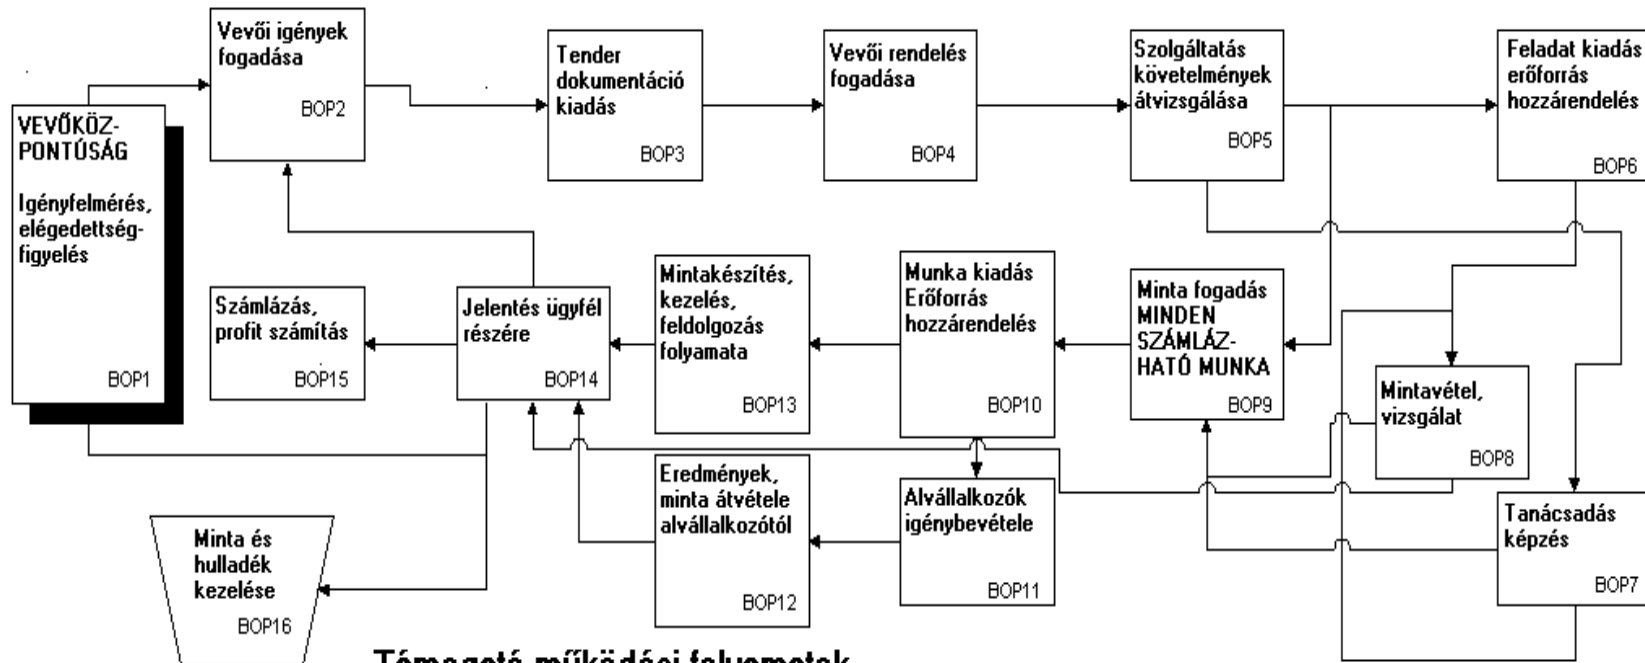 VEVŐKÖZ-
PONTÚSÁG
Igényfelmérés,
elégedettség-
figyelés
BOP1
Vevői igények
fogadása
BOP2
Tender
dokumentáció
kiadás
BOP3
Vevői rendelés
fogadása
BOP4
Szolgáltatás
követelmények
átvizsgálása
BOP5
Feladat kiadás
erőforrás
hozzárendelés
BOP6
Számlázás,
profit számítás
BOP15
Jelentés ügyfél
részére
BOP14
Mintakészítés,
kezelés,
feldolgozás
folyamata
BOP13
Munka kiadás
Erőforrás
hozzárendelés
BOP10
Minta fogadás
MINDEN
SZÁMLÁZ-
HATÓ MUNKA
BOP9
Mintavétel,
vizsgálat
BOP8
Eredmények,
minta átvétele
alvállalkozótól
BOP12
Alvállalkozók
igénybevétele
BOP11
Tanácsadás
képzés
BOP7
Minta és
hulladék
kezelése
BOP16
Támogató működési folyamatok